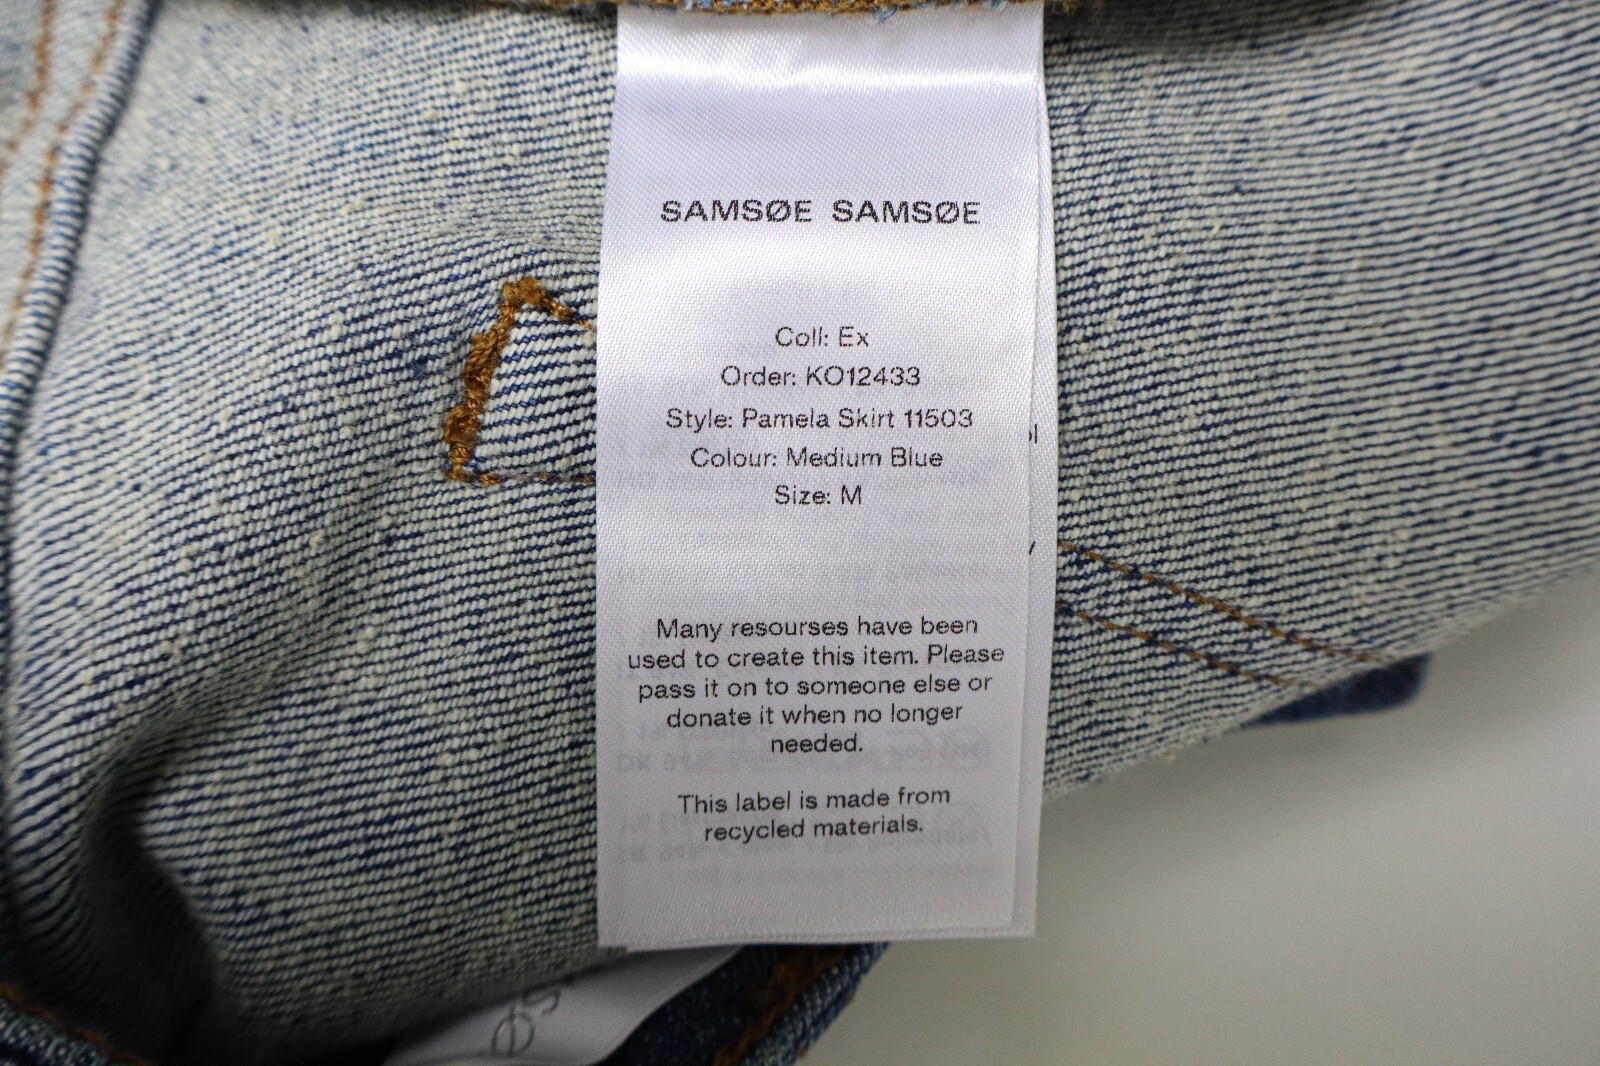 SAMSØE SAMSØE
Coll: Ex
Order: KO12433
Style: Pamela Skirt 11503
Colour: Medium Blue
Size: M
Many resourses have been
used to create this item. Please
pass it on to someone else or
donate it when no longer
needed.
This label is made from
recycled materials.